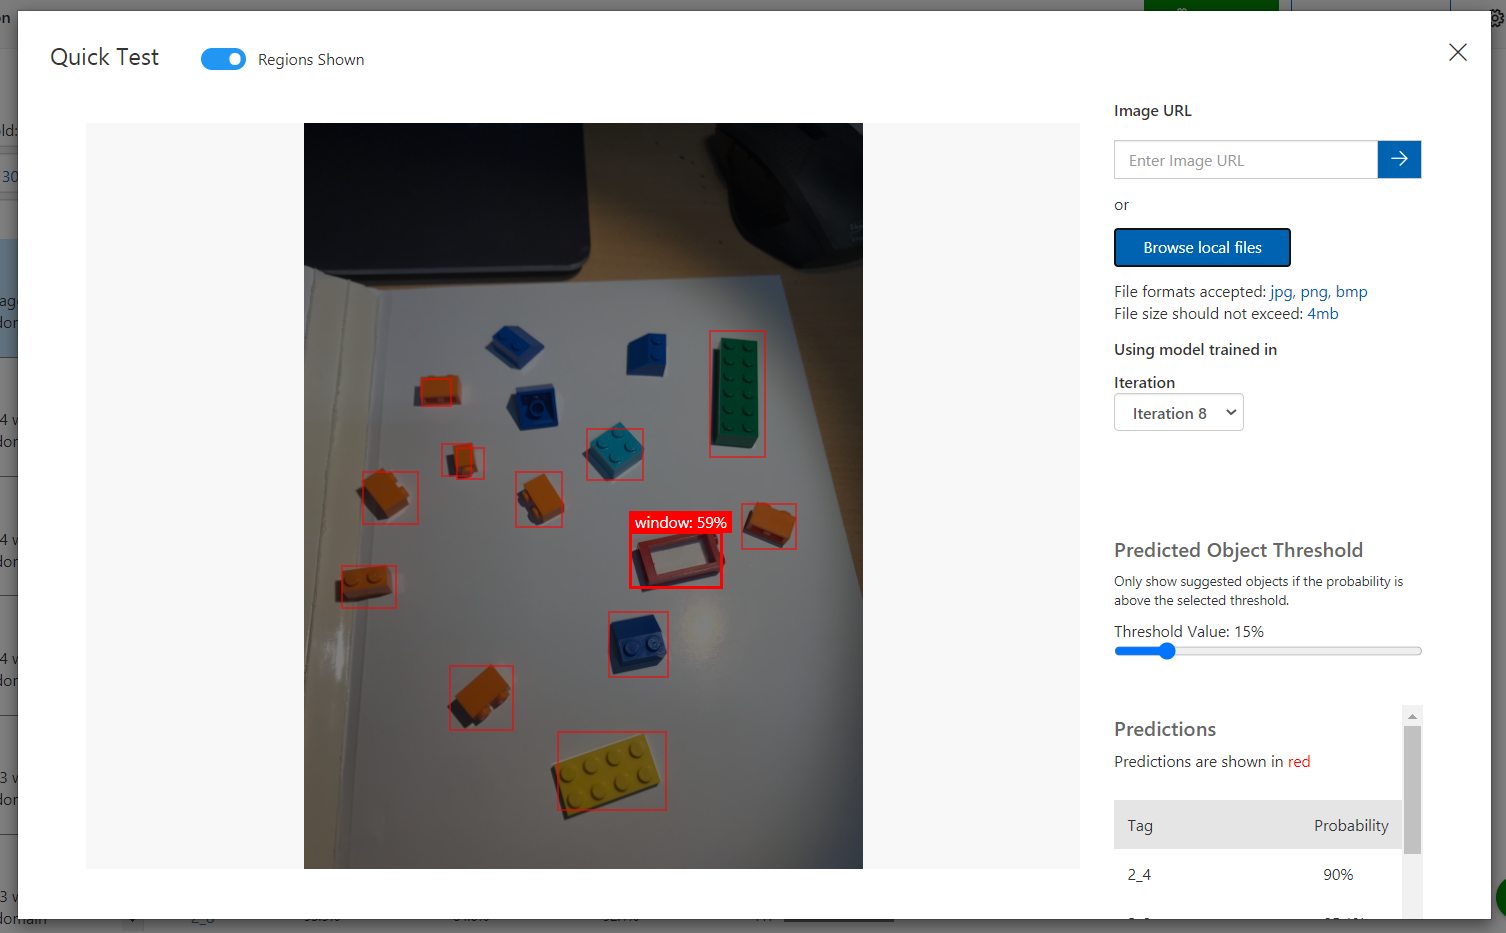 Quick Test
Regions Shown
Image URL
Enter Image URL
or
Browse local files
File formats accepted: jpg, png, bmp
File size should not exceed: 4mb
Using model trained in
Iteration
Iteration 8
window: 59%
Predicted Object Threshold
Only show suggested objects if the probability is
above the selected threshold.
Threshold Value: 15%
Predictions
Predictions are shown in red
Tag Probability
2_4 90%